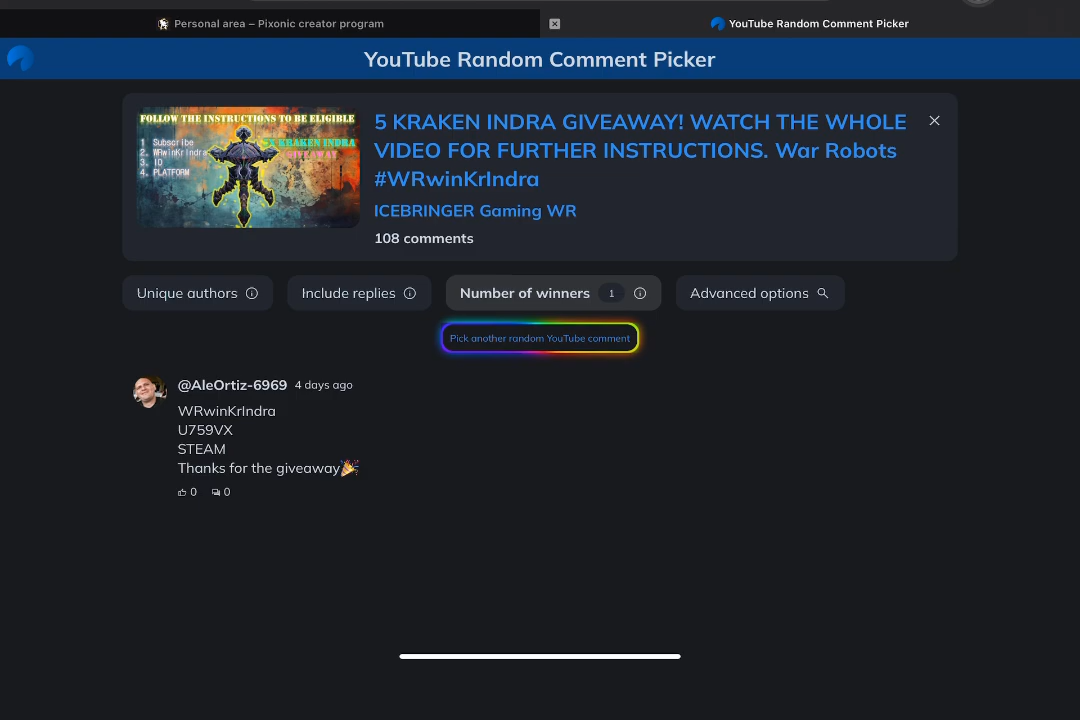 Personal area – Pixonic creator program
YouTube Random Comment Picker
YouTube Random Comment Picker
FOLLOW THE INSTRUCTIONS TO BE ELIGIBLE
1 Subscribe
2. WRwinKrIndra
3. ID
4. PLATFORM
KRAKEN INDRA
GIVEAWAY
5 KRAKEN INDRA GIVEAWAY! WATCH THE WHOLE
VIDEO FOR FURTHER INSTRUCTIONS. War Robots
#WRwinKrIndra
ICEBRINGER Gaming WR
108 comments
Unique authors
Include replies
Number of winners 1
Advanced options
Pick another random YouTube comment
@AleOrtiz-6969 4 days ago
WRwinKrIndra
U759VX
STEAM
Thanks for the giveaway🎉
0 0